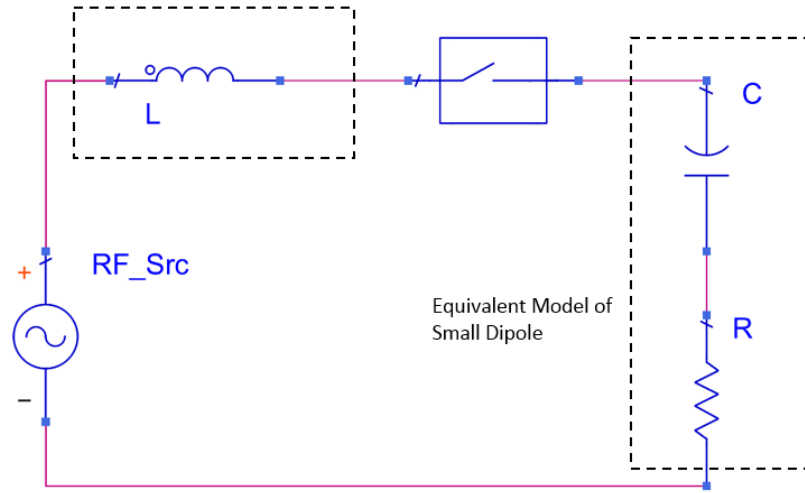 L
C
+
RF_Src
Equivalent Model of
Small Dipole
R
−